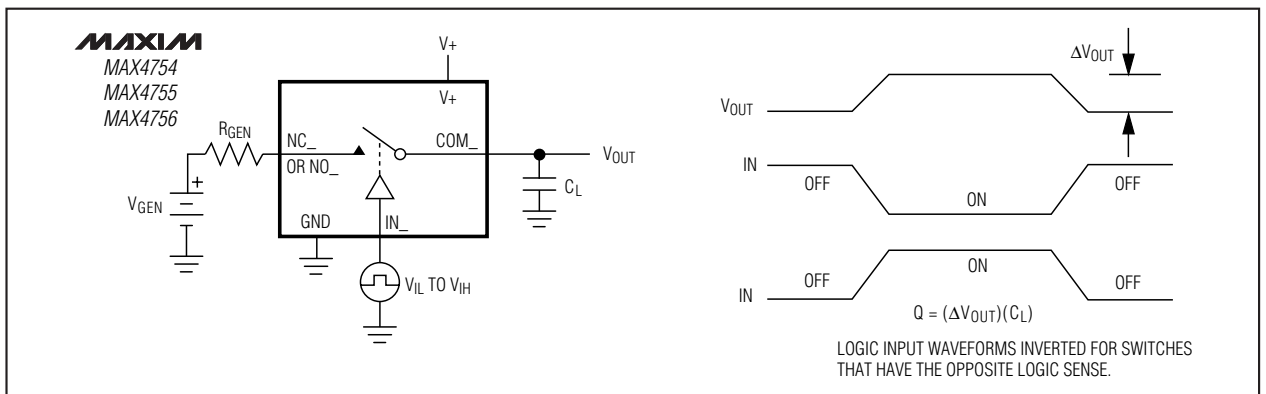 MAXIM
MAX4754
MAX4755
MAX4756
V+
V+
RGEN
NC_
OR NO_
COM_
VOUT
CL
+
VGEN
GND
IN_
VIL TO VIH
ΔVOUT
VOUT
IN
OFF
ON
OFF
IN
OFF
ON
OFF
Q = (ΔVOUT)(CL)
LOGIC INPUT WAVEFORMS INVERTED FOR SWITCHES
THAT HAVE THE OPPOSITE LOGIC SENSE.